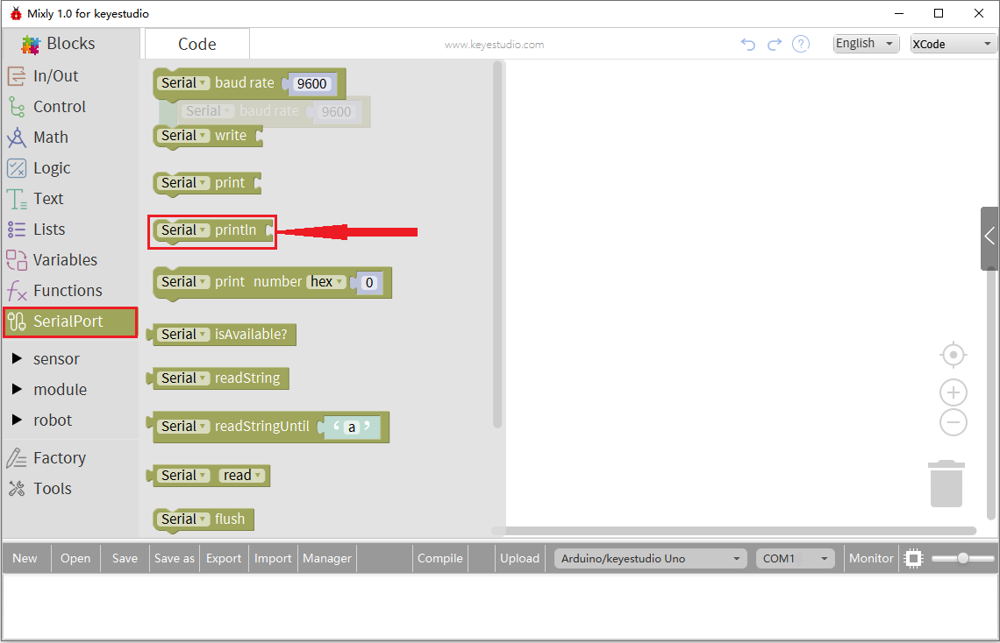 Mixly 1.0 for keyestudio
Blocks
Code
www.keyestudio.com
English
XCode
In/Out
Control
Math
Logic
Text
Lists
Variables
Functions
SerialPort
sensor
module
robot
Factory
Tools
Serial baud rate 9600
Serial baud rate 9600
Serial write
Serial print
Serial println
Serial print number hex 0
Serial isAvailable?
Serial readString
Serial readStringUntil ‘ a ’
Serial read
Serial flush
New Open Save Save as Export Import Manager Compile Upload Arduino/keyestudio Uno COM1 Monitor